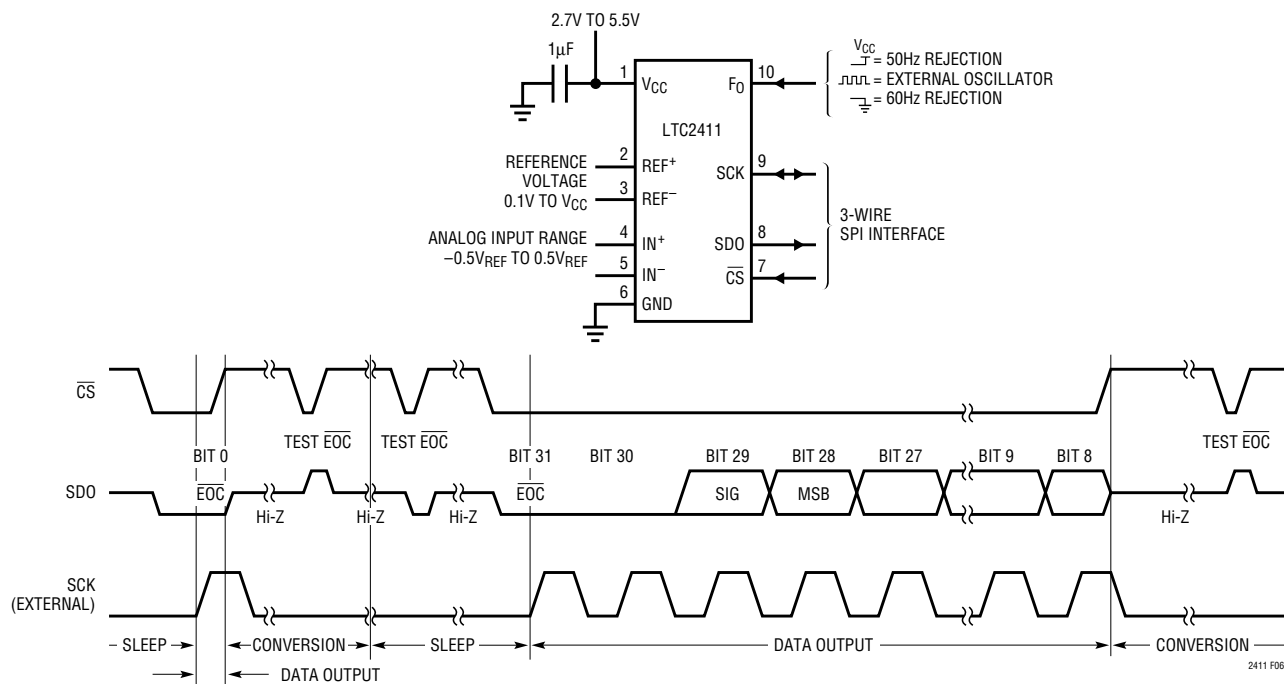 2.7V TO 5.5V
1µF
1
VCC
10
FO
VCC
= 50Hz REJECTION
= EXTERNAL OSCILLATOR
= 60Hz REJECTION
LTC2411
REFERENCE
VOLTAGE
0.1V TO VCC
2
REF+
3
REF−
SCK
9
3-WIRE
SPI INTERFACE
ANALOG INPUT RANGE
−0.5VREF TO 0.5VREF
4
IN+
5
IN−
SDO
8
CS
7
6
GND
CS
TEST EOC
TEST EOC
TEST EOC
BIT 0
BIT 31
BIT 30
BIT 29
BIT 28
BIT 27
BIT 9
BIT 8
SDO
EOC
EOC
SIG
MSB
Hi-Z
Hi-Z
Hi-Z
Hi-Z
SCK
(EXTERNAL)
SLEEP
CONVERSION
SLEEP
DATA OUTPUT
CONVERSION
DATA OUTPUT
2411 F06